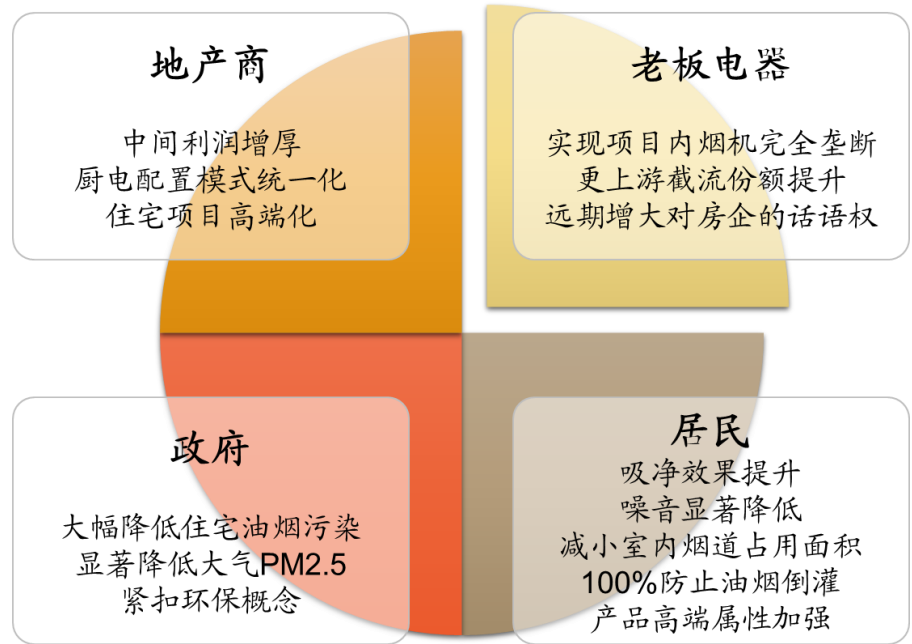 地产商
中间利润增厚
厨电配置模式统一化
住宅项目高端化
老板电器
实现项目内烟机完全垄断
更上游截流份额提升
远期增大对房企的话语权
政府
大幅降低住宅油烟污染
显著降低大气PM2.5
紧扣环保概念
居民
吸净效果提升
噪音显著降低
减小室内烟道占用面积
100%防止油烟倒灌
产品高端属性加强